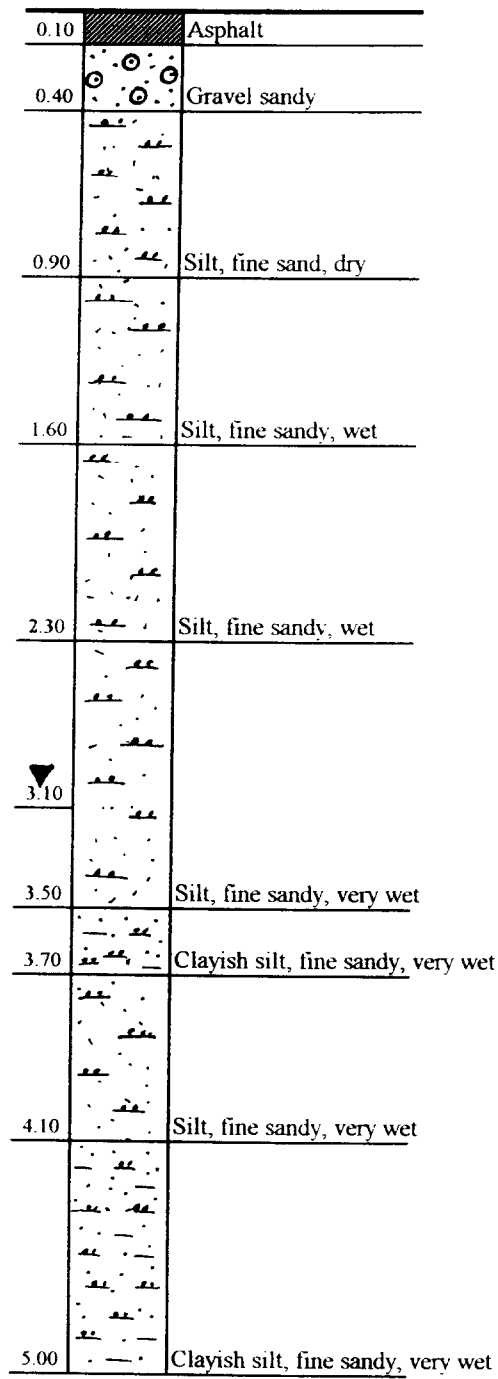 0.10 Asphalt
0.40 Gravel sandy
0.90 Silt, fine sand, dry
1.60 Silt, fine sandy, wet
2.30 Silt, fine sandy, wet
3.10
3.50 Silt, fine sandy, very wet
3.70 Clayish silt, fine sandy, very wet
4.10 Silt, fine sandy, very wet
5.00 Clayish silt, fine sandy, very wet